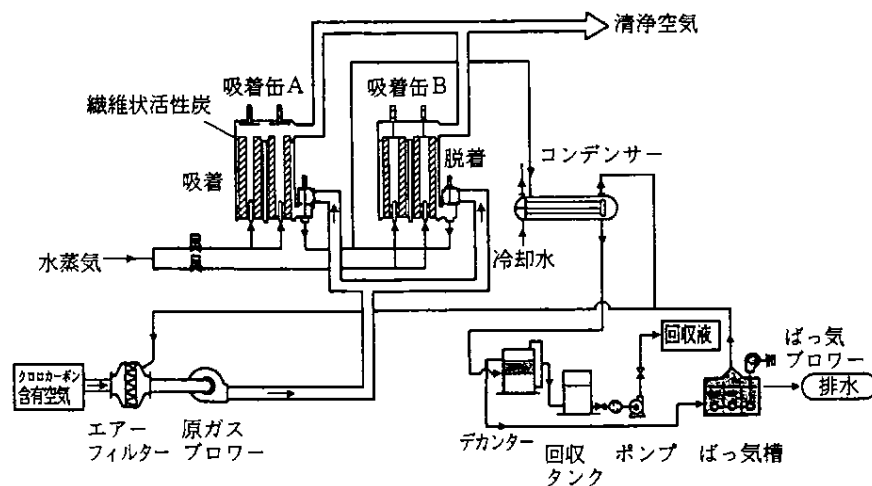 清浄空気
吸着缶A
吸着缶B
繊維状活性炭
脱着
コンデンサー
吸着
水蒸気
冷却水
回収液
ばっ気
ブロワー
クロロカーボン
含有空気
排水
エアー
フィルター
原ガス
ブロワー
デカンター
回収
タンク
ポンプ
ばっ気槽